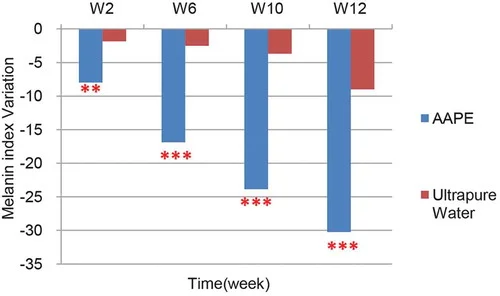 W2 W6 W10 W12
0
-5
-10
-15
-20
-25
-30
-35
Melanin index Variation
**
***
***
***
AAPE
Ultrapure
Water
Time(week)